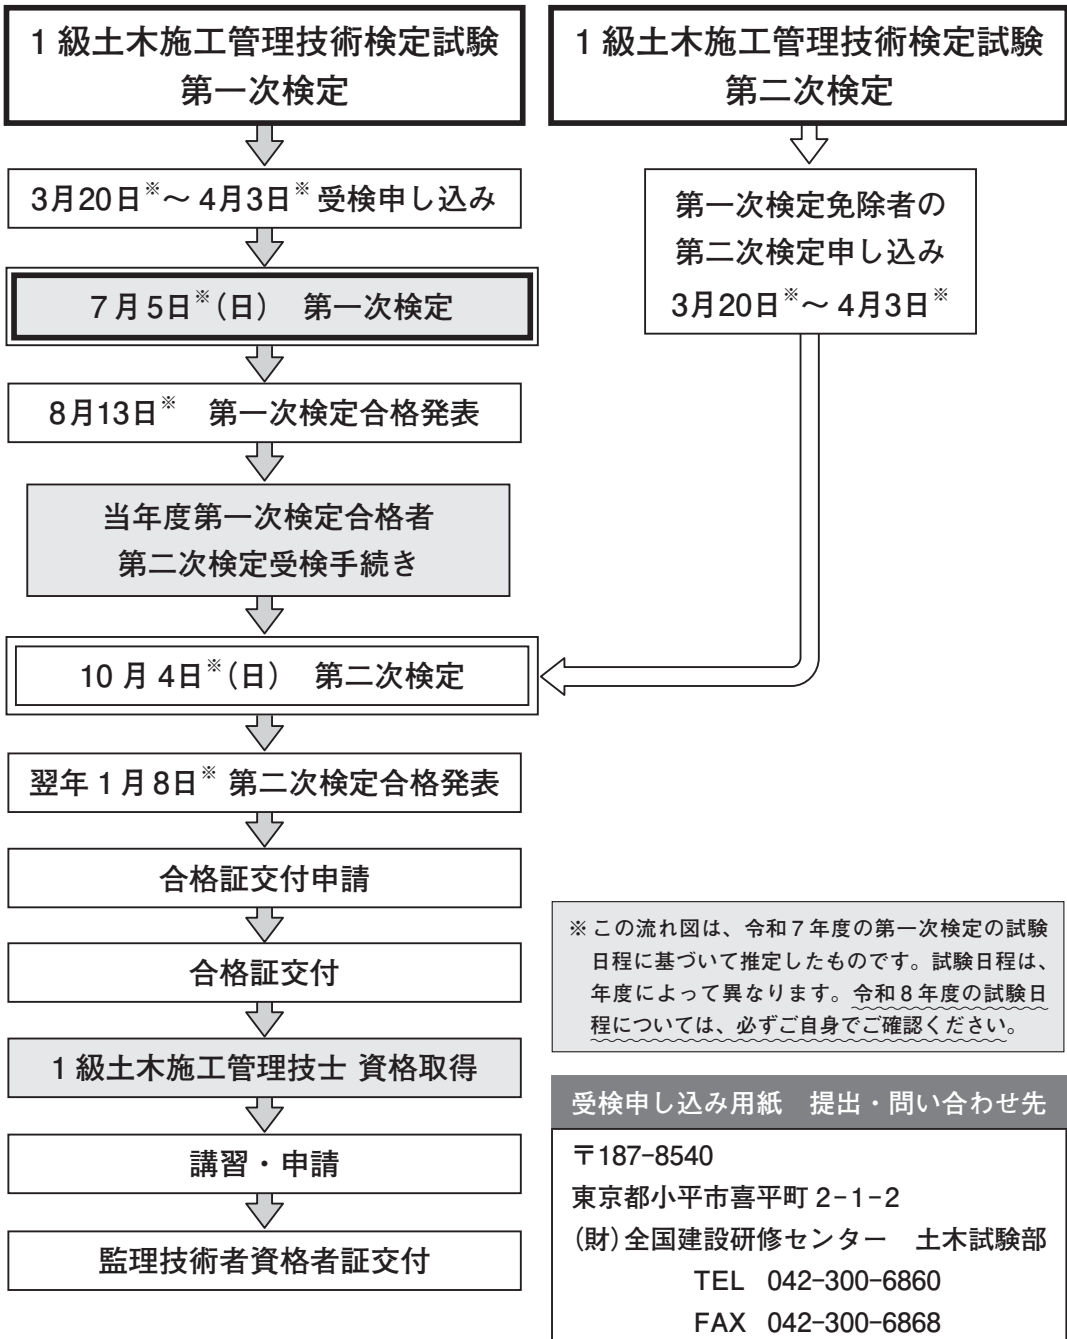 1級土木施工管理技術検定試験
第一次検定
3月20日※～4月3日※ 受検申し込み
7月5日※(日)　第一次検定
8月13日※　第一次検定合格発表
当年度第一次検定合格者
第二次検定受検手続き
10月4日※(日)　第二次検定
翌年1月8日※ 第二次検定合格発表
合格証交付申請
合格証交付
1級土木施工管理技士 資格取得
講習・申請
監理技術者資格者証交付
1級土木施工管理技術検定試験
第二次検定
第一次検定免除者の
第二次検定申し込み
3月20日※～4月3日※
※この流れ図は、令和7年度の第一次検定の試験
日程に基づいて推定したものです。試験日程は、
年度によって異なります。令和8年度の試験日
程については、必ずご自身でご確認ください。
受検申し込み用紙　提出・問い合わせ先
〒187-8540
東京都小平市喜平町2-1-2
(財)全国建設研修センター　土木試験部
TEL　042-300-6860
FAX　042-300-6868